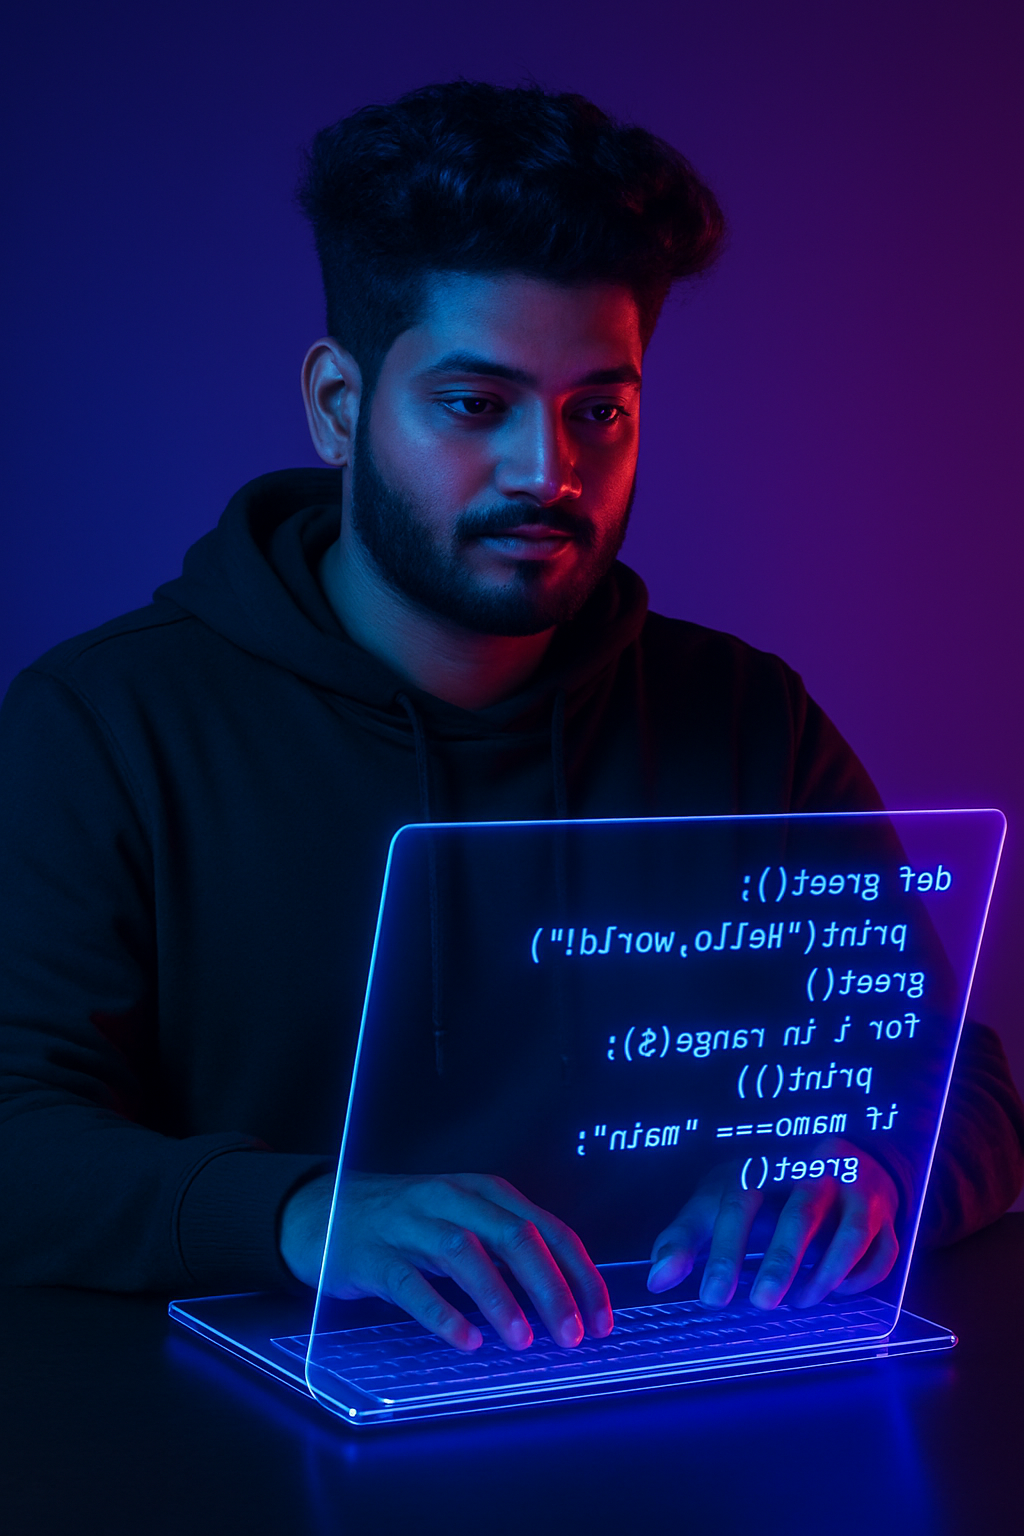 def greet();
print("Hello,world!")
greet()
for i in range($);
print(())
if mamo=== "main";
greet()